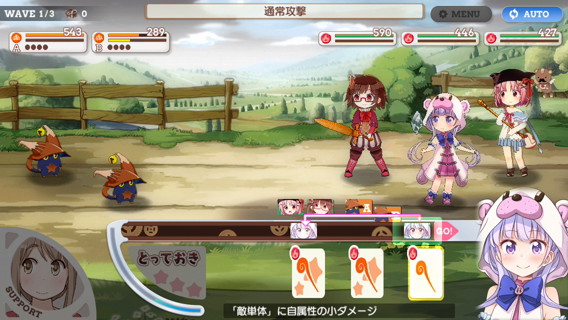 WAVE 1/3 0
通常攻撃
MENU
AUTO
543
289
A
B
590
446
427
A
GO!
とっておき
SUPPORT
「敵単体」に自属性の小ダメージ